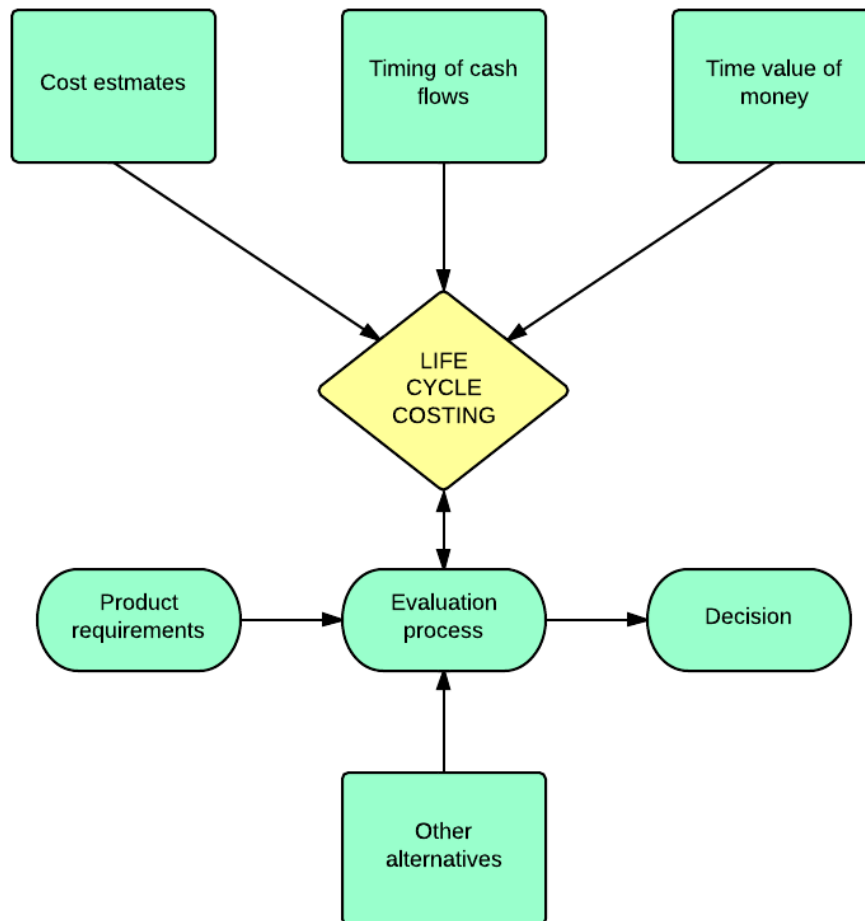 Cost estmates
Timing of cash
flows
Time value of
money
LIFE
CYCLE
COSTING
Product
requirements
Evaluation
process
Decision
Other
alternatives